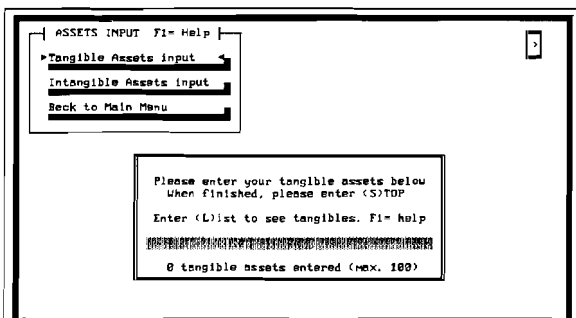 ASSETS INPUT F1= Help
►Tangible Assets input ◄
Intangible Assets input
Back to Main Menu
>
Please enter your tangible assets below
When finished, please enter (S)TOP
Enter (L)ist to see tangibles. F1= help
0 tangible assets entered (max. 100)